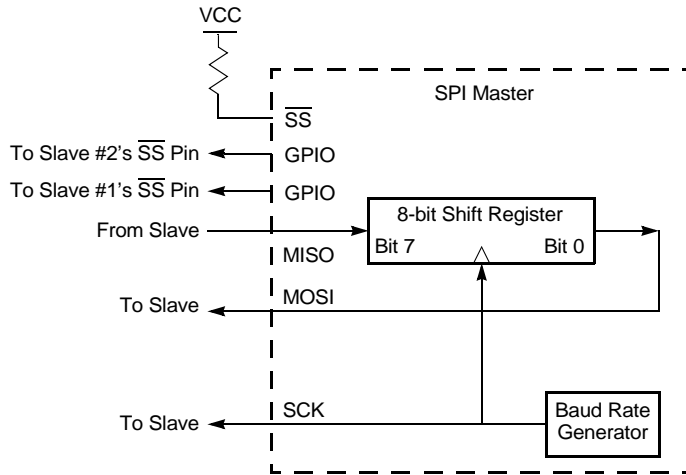 VCC
SPI Master
SS
To Slave #2's SS Pin
GPIO
To Slave #1's SS Pin
GPIO
8-bit Shift Register
From Slave
Bit 7
Bit 0
MISO
MOSI
To Slave
SCK
To Slave
Baud Rate
Generator